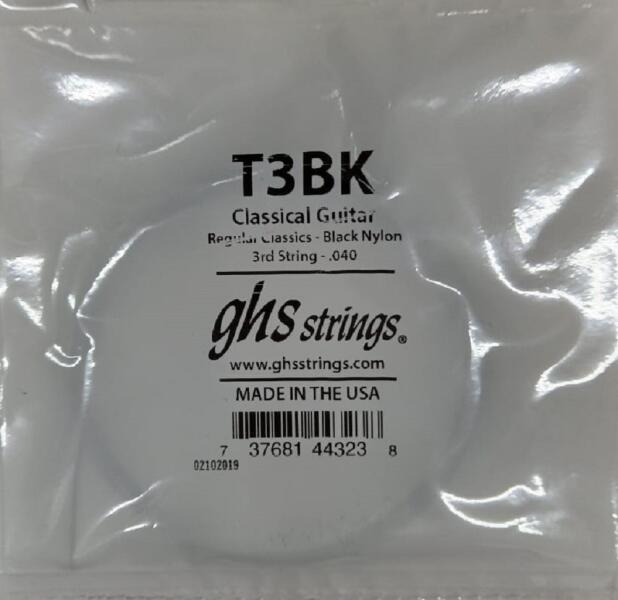 T3BK
Classical Guitar
Regular Classics - Black Nylon
3rd String - .040
ghs strings®
www.ghsstrings.com
MADE IN THE USA
7 37681 44323 8
02102019